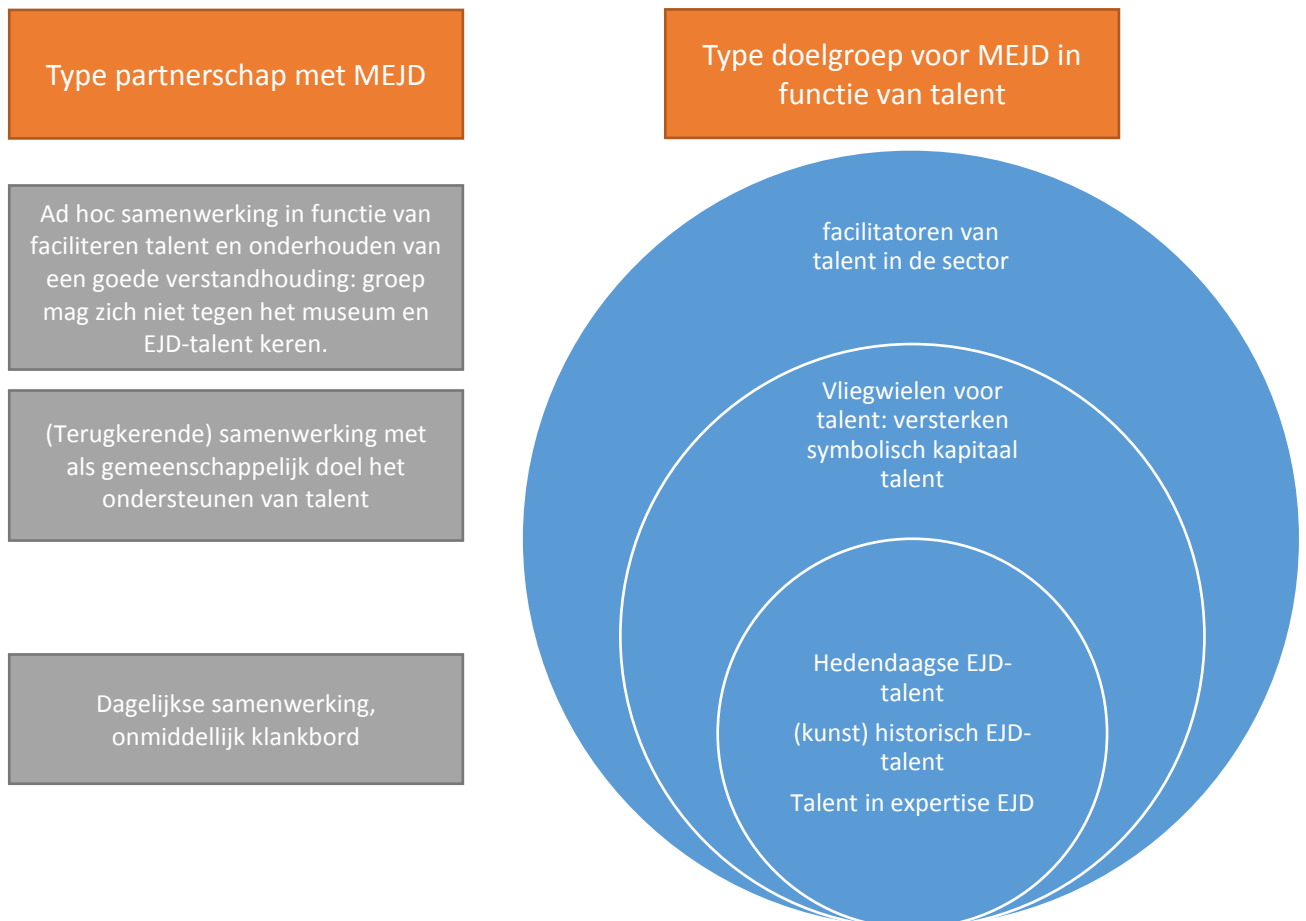 Type partnerschap met MEJD
Type doelgroep voor MEJD in
functie van talent
Ad hoc samenwerking in functie van
faciliteren talent en onderhouden van
een goede verstandhouding: groep
mag zich niet tegen het museum en
EJD-talent keren.
facilitatoren van
talent in de sector
(Terugkerende) samenwerking met
als gemeenschappelijk doel het
ondersteunen van talent
Vliegwielen voor
talent: versterken
symbolisch kapitaal
talent
Dagelijkse samenwerking,
onmiddellijk klankbord
Hedendaagse EJD-
talent
(kunst) historisch EJD-
talent
Talent in expertise EJD